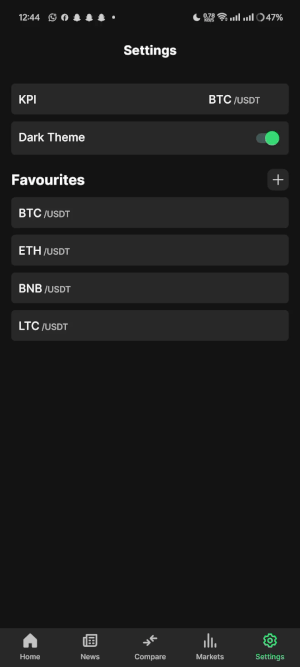 12:44 0.78 KB/S 47%
Settings
KPI BTC /USDT
Dark Theme
Favourites +
BTC /USDT
ETH /USDT
BNB /USDT
LTC /USDT
Home News Compare Markets Settings